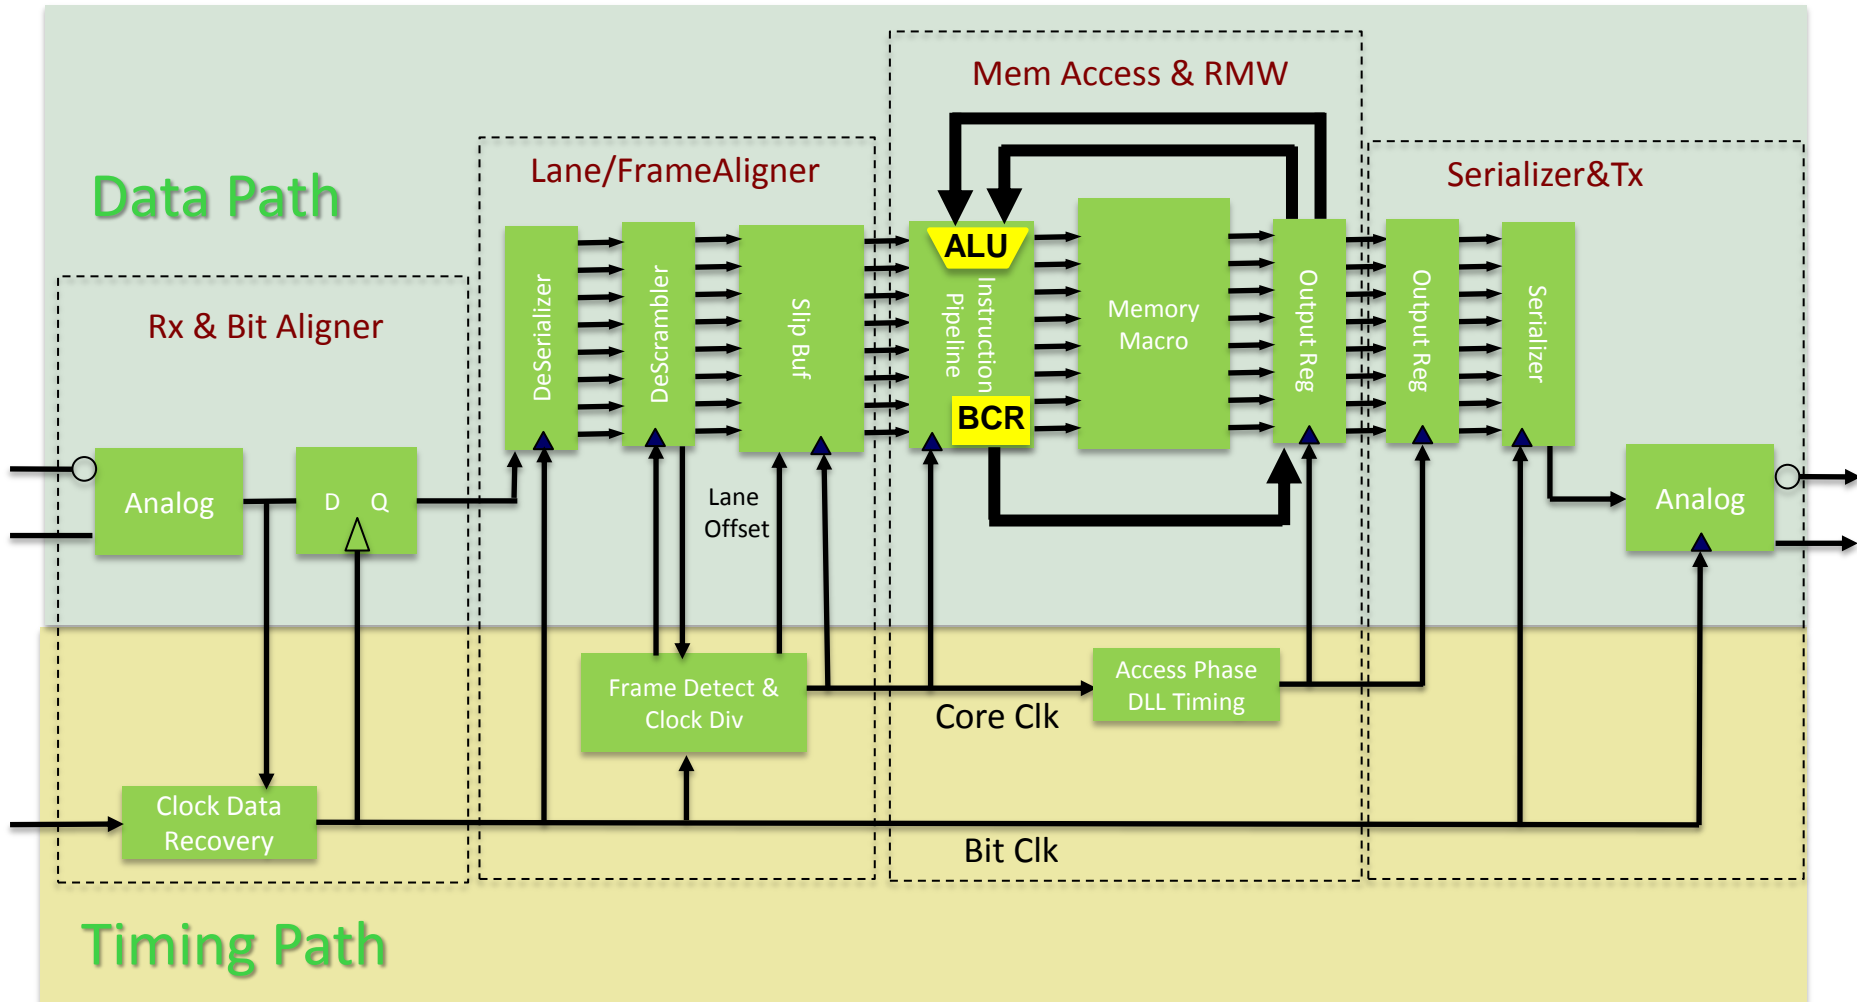 Mem Access & RMW
Lane/FrameAligner
Serializer&Tx
Data Path
Rx & Bit Aligner
DeSerializer
DeScrambler
Slip Buf
ALU
Instruction
Pipeline
BCR
Memory
Macro
Output Reg
Output Reg
Serializer
Analog
D Q
Lane
Offset
Analog
Frame Detect &
Clock Div
Access Phase
DLL Timing
Core Clk
Clock Data
Recovery
Bit Clk
Timing Path